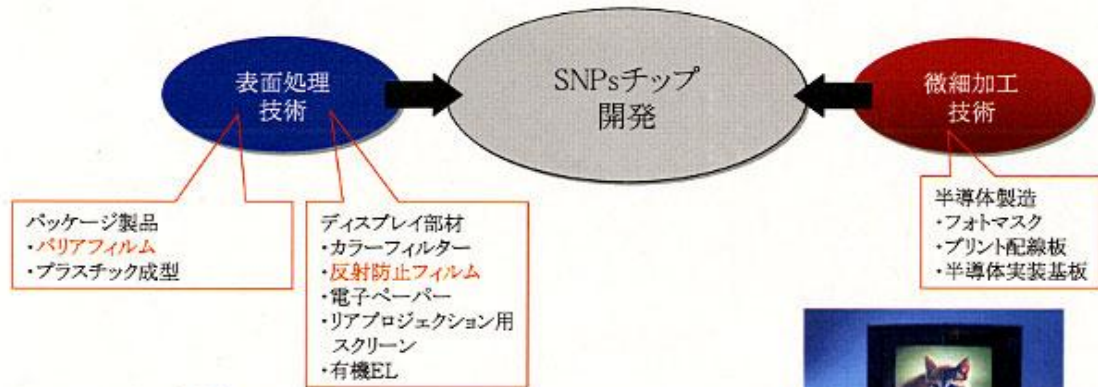 表面処理
技術
SNPsチップ
開発
微細加工
技術
パッケージ製品
・バリアフィルム
・プラスチック成型
ディスプレイ部材
・カラーフィルター
・反射防止フィルム
・電子ペーパー
・リアプロジェクション用
スクリーン
・有機EL
半導体製造
・フォトマスク
・プリント配線板
・半導体実装基板